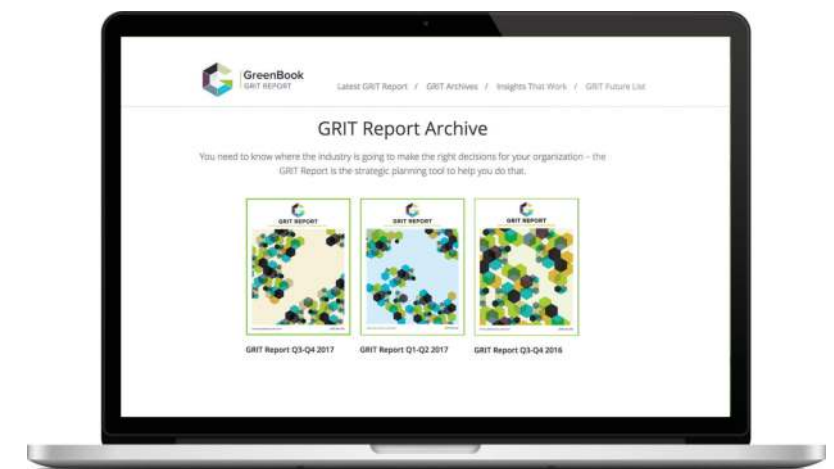 GreenBook
GRIT REPORT
Latest GRIT Report / GRIT Archives / Insights That Work / GRIT Future List
GRIT Report Archive
You need to know where the industry is going to make the right decisions for your organization – the
GRIT Report is the strategic planning tool to help you do that.
GRIT REPORT
GRIT REPORT
GRIT REPORT
GRIT Report Q3-Q4 2017
GRIT Report Q1-Q2 2017
GRIT Report Q3-Q4 2016